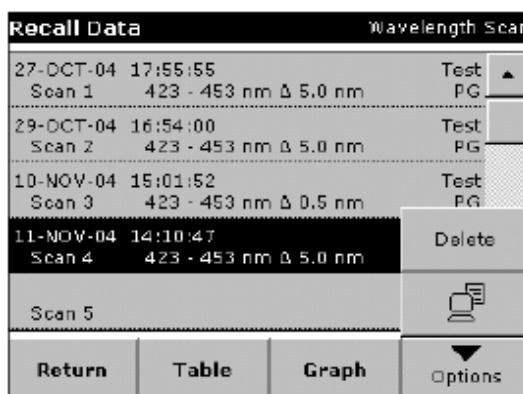 Recall Data Wavelength Scan
27-OCT-04 17:55:55 Test
Scan 1 423 - 453 nm Δ 5.0 nm PG
29-OCT-04 16:54:00 Test
Scan 2 423 - 453 nm Δ 5.0 nm PG
10-NOV-04 15:01:52 Test
Scan 3 423 - 453 nm Δ 0.5 nm PG
11-NOV-04 14:10:47
Scan 4 423 - 453 nm Δ 5.0 nm
Delete
Scan 5
Return Table Graph Options